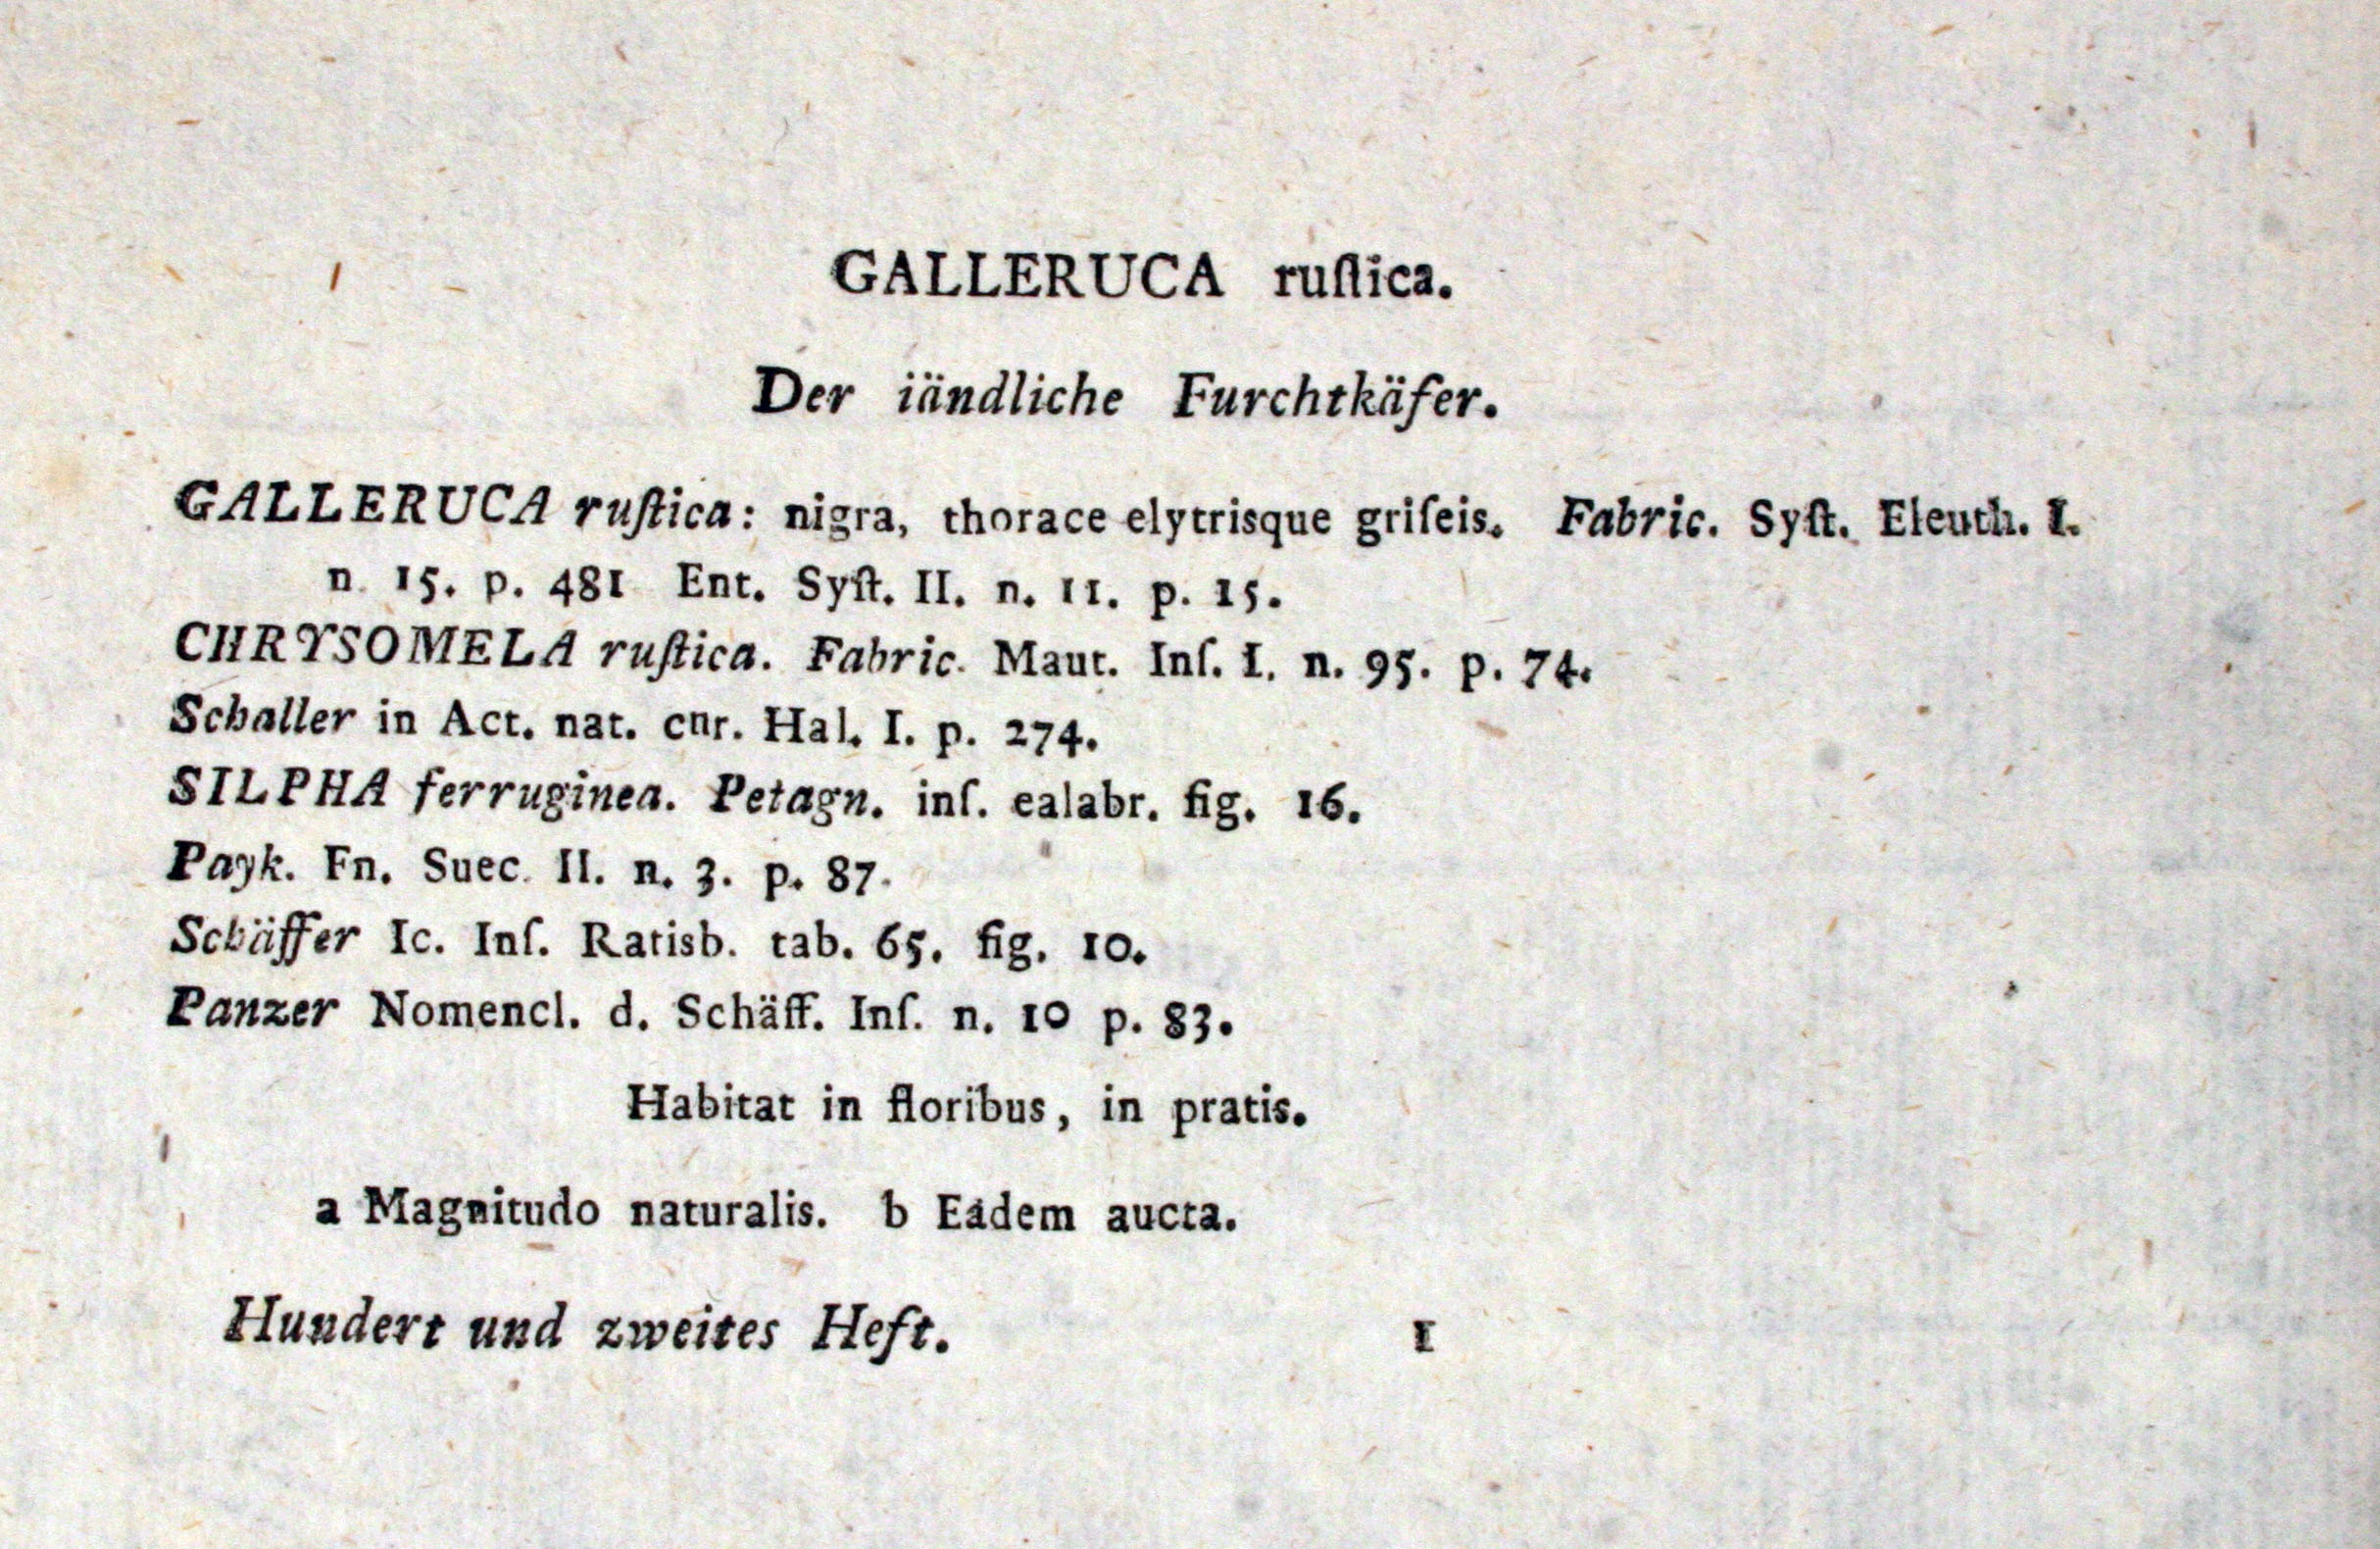 GALLERUCA ruſtica.
Der iändliche Furchtkäfer.
GALLERUCA ruſtica: nigra, thorace elytrisque griſeis. Fabric. Syſt. Eleuth. I.
n. 15. p. 481 Ent. Syſt. II. n. 11. p. 15.
CHRYSOMELA ruſtica. Fabric. Maut. Inſ. I. n. 95. p. 74.
Schaller in Act. nat. cur. Hal. I. p. 274.
SILPHA ferruginea. Petagn. inſ. ealabr. fig. 16.
Payk. Fn. Suec. II. n. 3. p. 87.
Schäffer Ic. Inſ. Ratisb. tab. 65. fig. 10.
Panzer Nomencl. d. Schäff. Inſ. n. 10 p. 83.
Habitat in floribus, in pratis.
a Magnitudo naturalis. b Eadem aucta.
Hundert und zweites Heft. I